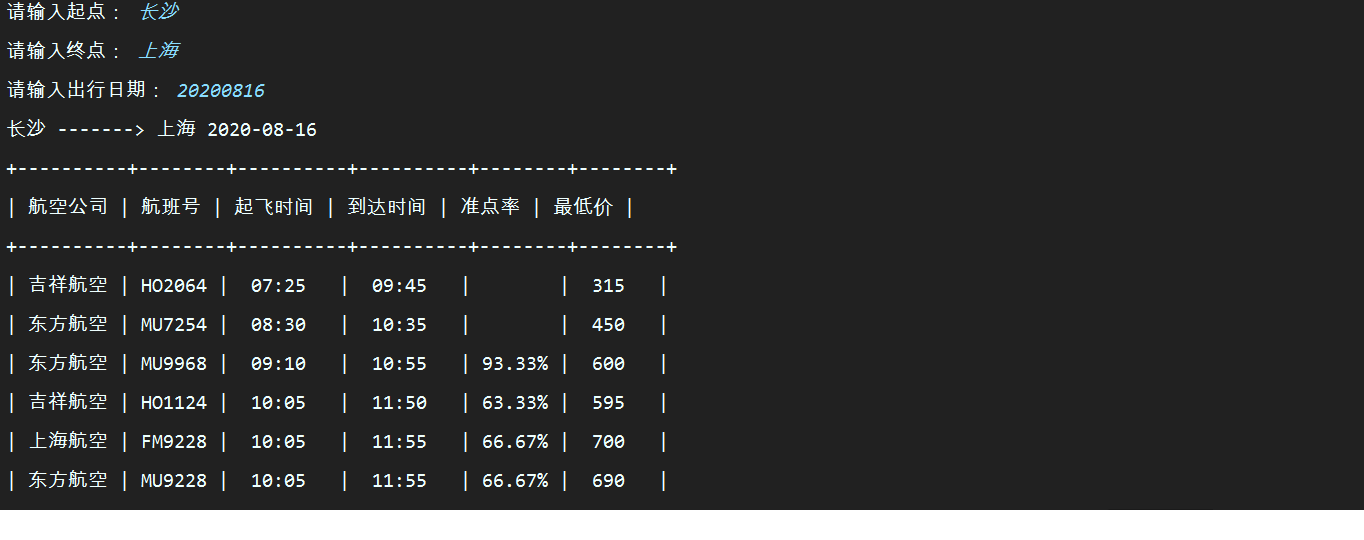 请输入起点： 长沙
请输入终点： 上海
请输入出行日期： 20200816
长沙 -------> 上海 2020-08-16
+----------+--------+----------+----------+--------+--------+
| 航空公司 | 航班号 | 起飞时间 | 到达时间 | 准点率 | 最低价 |
+----------+--------+----------+----------+--------+--------+
| 吉祥航空 | HO2064 |  07:25   |  09:45   |        |  315   |
| 东方航空 | MU7254 |  08:30   |  10:35   |        |  450   |
| 东方航空 | MU9968 |  09:10   |  10:55   | 93.33% |  600   |
| 吉祥航空 | HO1124 |  10:05   |  11:50   | 63.33% |  595   |
| 上海航空 | FM9228 |  10:05   |  11:55   | 66.67% |  700   |
| 东方航空 | MU9228 |  10:05   |  11:55   | 66.67% |  690   |